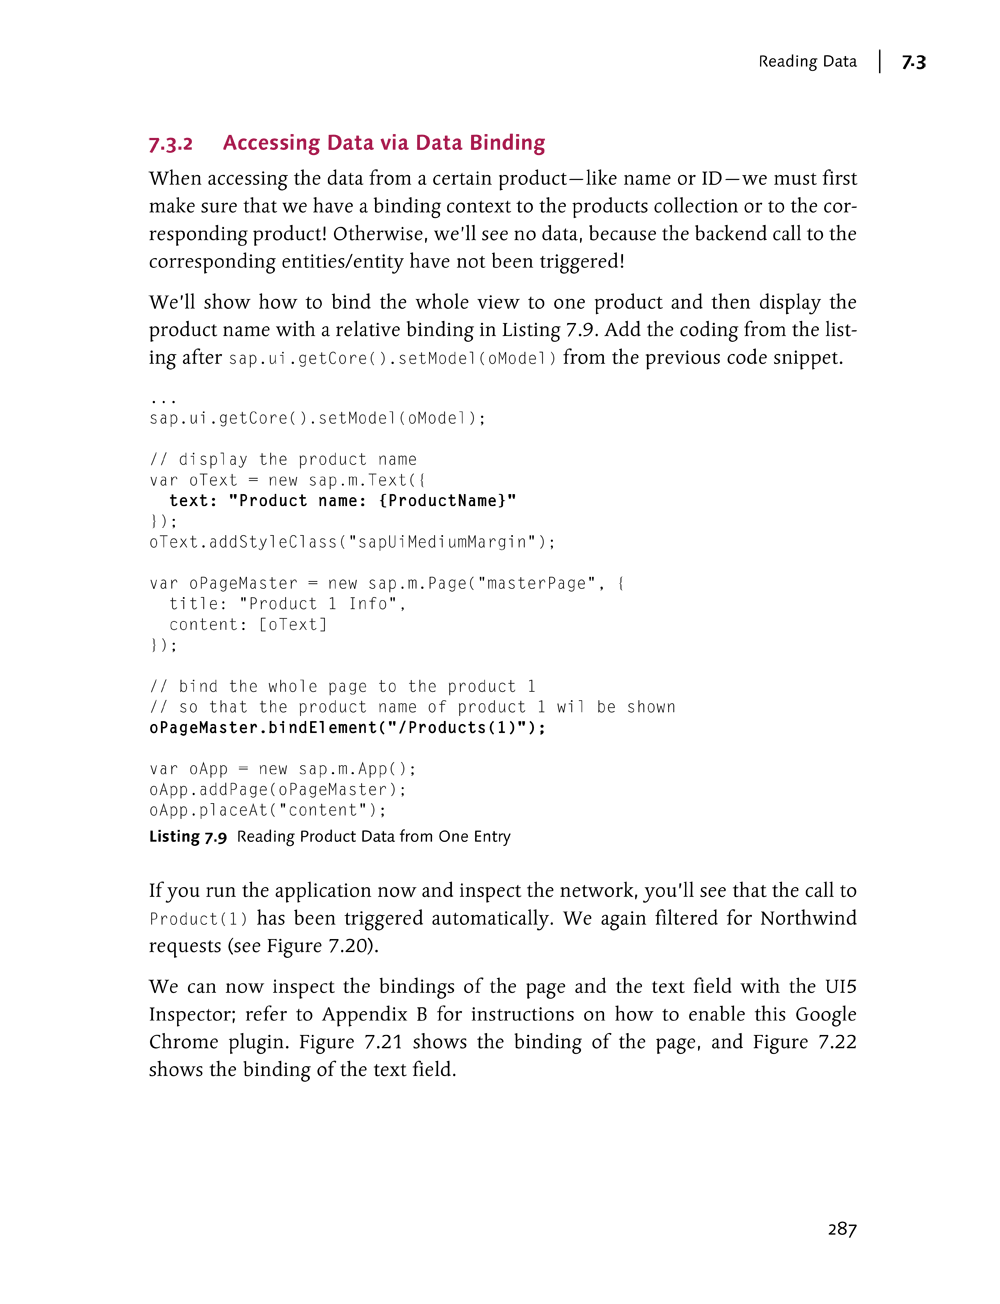 Reading Data | 7.3
7.3.2 Accessing Data via Data Binding
When accessing the data from a certain product—like name or ID—we must first
make sure that we have a binding context to the products collection or to the cor-
responding product! Otherwise, we'll see no data, because the backend call to the
corresponding entities/entity have not been triggered!
We'll show how to bind the whole view to one product and then display the
product name with a relative binding in Listing 7.9. Add the coding from the list-
ing after sap.ui.getCore().setModel(oModel) from the previous code snippet.
...
sap.ui.getCore().setModel(oModel);
// display the product name
var oText = new sap.m.Text({
  text: "Product name: {ProductName}"
});
oText.addStyleClass("sapUiMediumMargin");
var oPageMaster = new sap.m.Page("masterPage", {
  title: "Product 1 Info",
  content: [oText]
});
// bind the whole page to the product 1
// so that the product name of product 1 wil be shown
oPageMaster.bindElement("/Products(1)");
var oApp = new sap.m.App();
oApp.addPage(oPageMaster);
oApp.placeAt("content");
Listing 7.9 Reading Product Data from One Entry
If you run the application now and inspect the network, you'll see that the call to
Product(1) has been triggered automatically. We again filtered for Northwind
requests (see Figure 7.20).
We can now inspect the bindings of the page and the text field with the UI5
Inspector; refer to Appendix B for instructions on how to enable this Google
Chrome plugin. Figure 7.21 shows the binding of the page, and Figure 7.22
shows the binding of the text field.
287